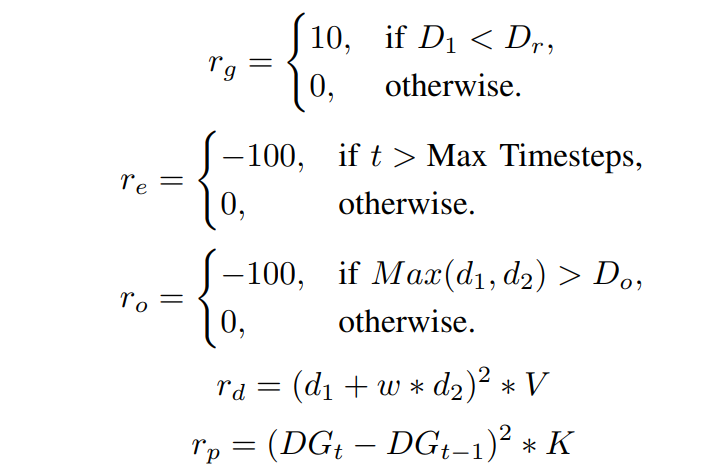 r_g = { 10, if D_1 < D_r,
0, otherwise.
r_e = { −100, if t > Max Timesteps,
0, otherwise.
r_o = { −100, if Max(d_1, d_2) > D_o,
0, otherwise.
r_d = (d_1 + w ∗ d_2)^2 ∗ V
r_p = (DG_t − DG_{t−1})^2 ∗ K